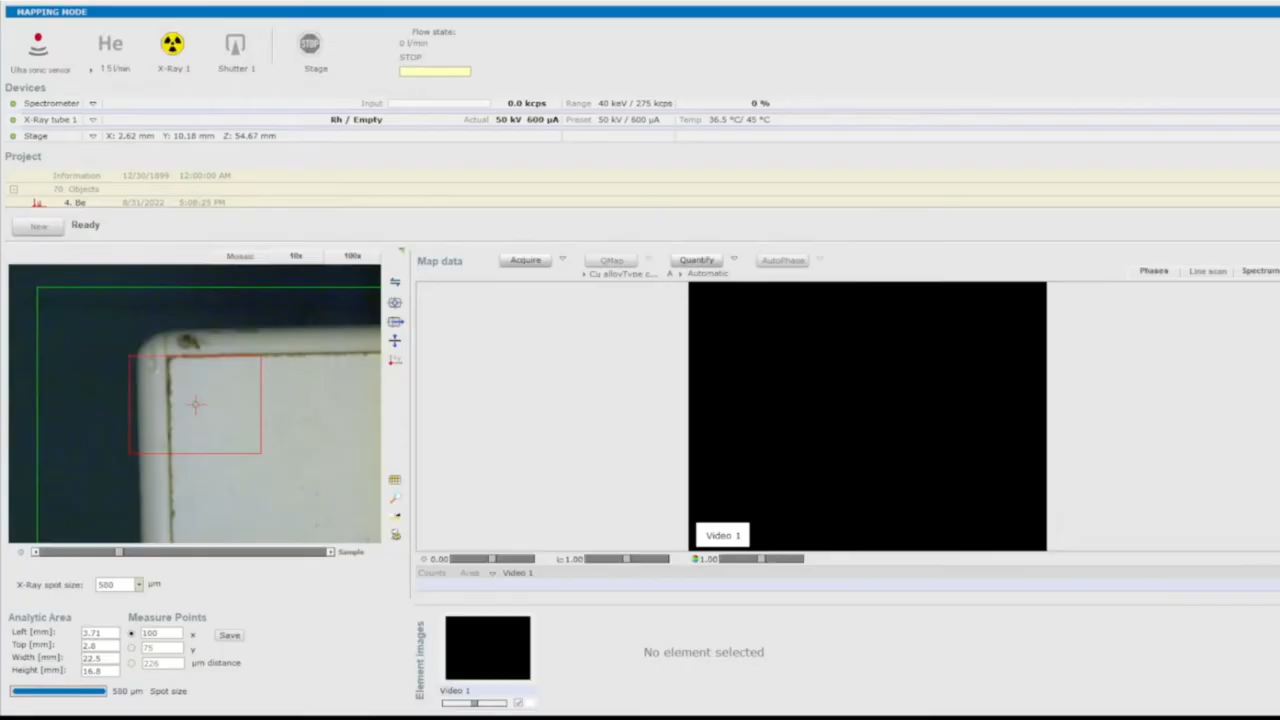 MAPPING MODE
He
STOP
Flow state:
0 l/min
STOP
Ultra sonic sensor
1.5 l/min
X-Ray 1
Shutter 1
Stage
Devices
Spectrometer Input 0.0 kcps Range 40 keV / 275 kcps 0 %
X-Ray tube 1 Rh / Empty Actual 50 kV 600 µA Preset 50 kV / 600 µA Temp 36.5 °C/ 45 °C
Stage X: 2.62 mm Y: 10.18 mm Z: 54.67 mm
Project
Information 12/30/1899 12:00:00 AM
70 Objects
4. Be 8/31/2022 5:08:25 PM
New Ready
Mosaic 10x 100x
Map data Acquire QMap Quantify AutoPhase
Cu alloyType c... A Automatic
Phases Line scan Spectrum
Video 1
Sample
0.00 1.00 1.00
Counts Area Video 1
X-Ray spot size: 500 µm
Analytic Area Measure Points
Left [mm]: 3.71 100 x Save
Top [mm]: 2.8 75 y
Width [mm]: 22.5 226 µm distance
Height [mm]: 16.8
500 µm Spot size
Element images
No element selected
Video 1